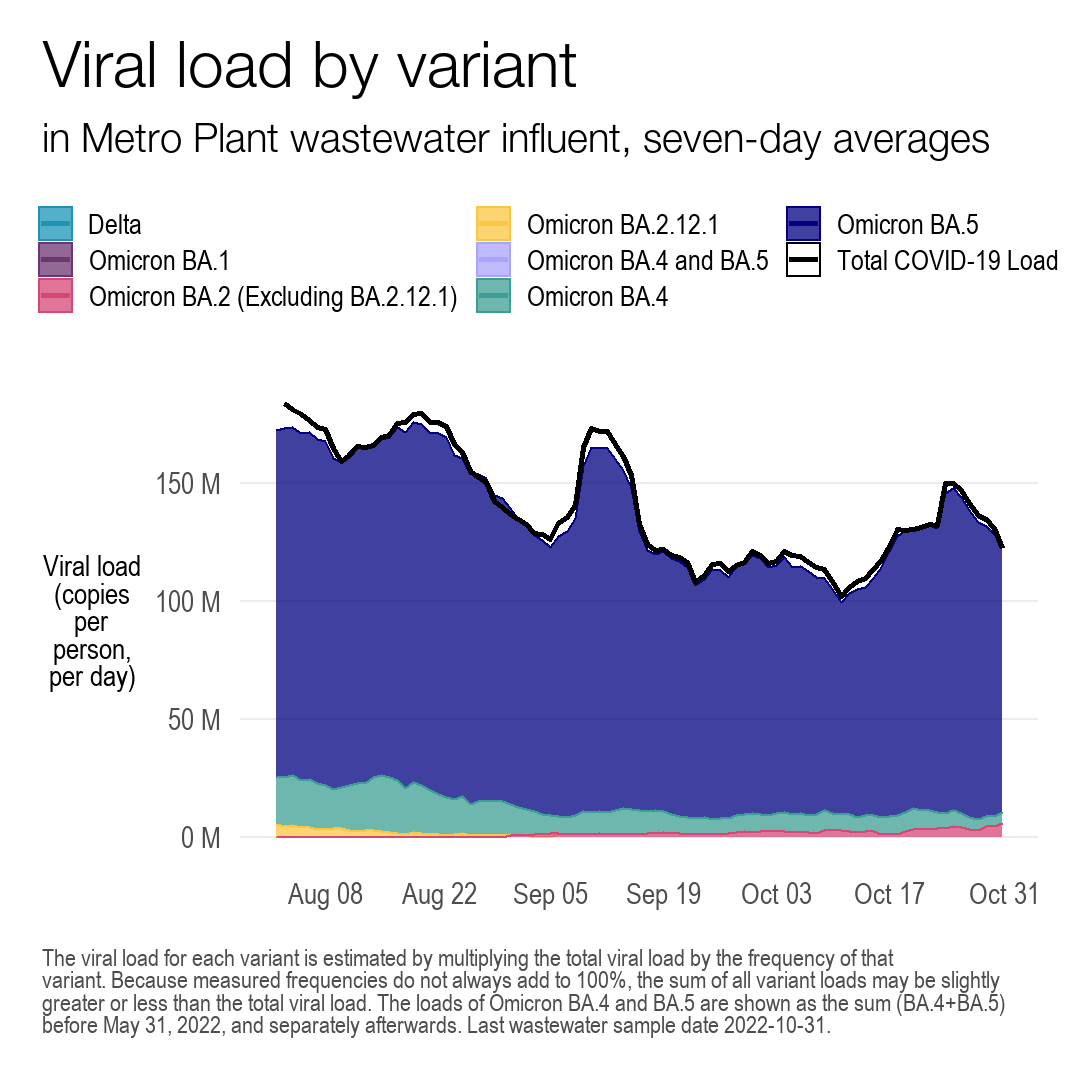 Viral load by variant
in Metro Plant wastewater influent, seven-day averages
Delta
Omicron BA.1
Omicron BA.2 (Excluding BA.2.12.1)
Omicron BA.2.12.1
Omicron BA.4 and BA.5
Omicron BA.4
Omicron BA.5
Total COVID-19 Load
150 M
100 M
50 M
0 M
Viral load
(copies
per
person,
per day)
Aug 08
Aug 22
Sep 05
Sep 19
Oct 03
Oct 17
Oct 31
The viral load for each variant is estimated by multiplying the total viral load by the frequency of that
variant. Because measured frequencies do not always add to 100%, the sum of all variant loads may be slightly
greater or less than the total viral load. The loads of Omicron BA.4 and BA.5 are shown as the sum (BA.4+BA.5)
before May 31, 2022, and separately afterwards. Last wastewater sample date 2022-10-31.